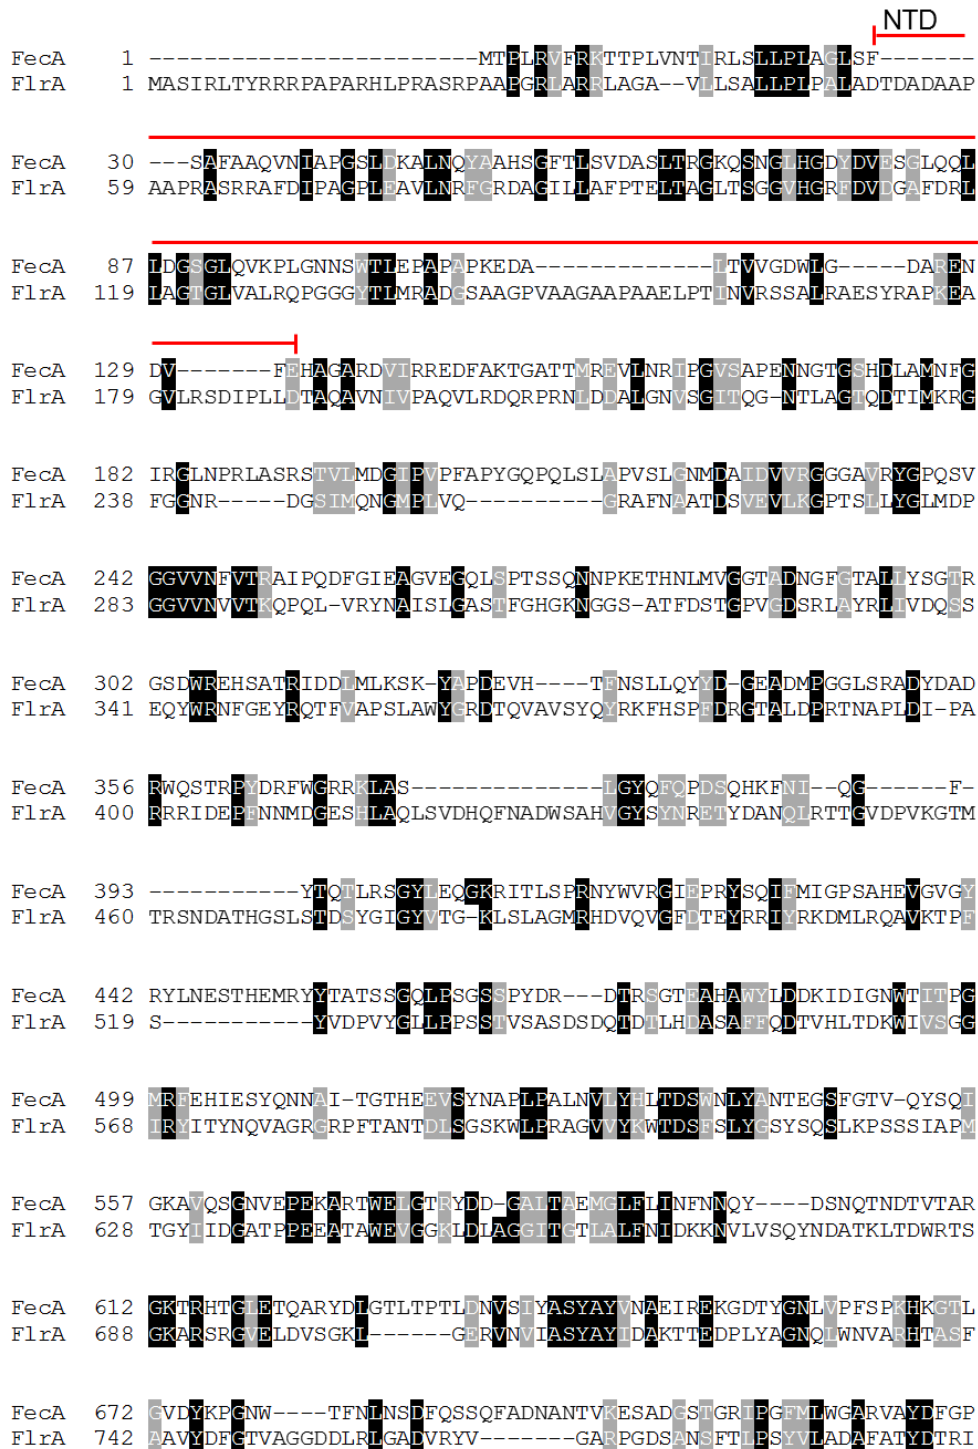 NTD
FecA 1 -------------------------MTPLRVFRKTTPLVNTIRLSLLPLAGLSF-------
FlrA 1 MASIRLTYRRRPAPARHLPRASRPAAPGRLARRLAGA--VLLSALLPLPALADTDADAAP
FecA 30 ---SAFAAQVNIAPGSLDKALNQYAAHSGFTLSVDASLTRGKQSNGLHGDYDVESGLQQL
FlrA 59 AAPRASRRAFDIPAGPLEAVLNRFGRDAGILLAFPTELTAGLTSGGVHGRFDVDGAFDRL
FecA 87 LDGSGLQVKPLGNNSWTLEPAPAPKEDA-------------LTVVGDWLG-----DAREN
FlrA 119 LAGTGLVALRQPGGGYTLMRADGSAAGPVAAGAAPAAELPTINVRSSALRAESYRAPKEA
FecA 129 DV-------FEHAGARDVIRREDFAKTGATTMREVLNRIPGVSAPENNGTGSHDLAMNFG
FlrA 179 GVLRSDIPLLDTAQAVNIVPAQVLRDQRPRNLDDALGNVSGITQG-NTLAGTQDTIMKRG
FecA 182 IRGLNPRLASRSTVLMDGIPVPFAPYGQPQLSLAPVSLGNMDAIDVVRGGGAVRYGPQSV
FlrA 238 FGGNR-----DGSIMQNGMPLVQ----------GRAFNAATDSVEVLKGPTSLLYGLMDP
FecA 242 GGVVNFVTRAIPQDFGIEAGVEGQLSPTSSQNNPKETHNLMVGGTADNGFGTALLYSGTR
FlrA 283 GGVVNVVTKQPQL-VRYNAISLGASTFGHGKNGGS-ATFDSTGPVGDSRLAYRLIVDQSS
FecA 302 GSDWREHSATRIDDLMLKSK-YAPDEVH----TFNSLLQYYD-GEADMPGGLSRADYDAD
FlrA 341 EQYWRNFGEYRQTFVAPSLAWYGRDTQVAVSYQYRKFHSPFDRGTALDPRTNAPLDI-PA
FecA 356 RWQSTRPYDRFWGRRKLAS--------------LGYQFQPDSQHKFNI--QG------F-
FlrA 400 RRRIDEPFNNMDGESHLAQLSVDHQFNADWSAHVGYSYNRETYDANQLRTTGVDPVKGTM
FecA 393 -----------YTQTLRSGYLEQGKRITLSPRNYWVRGIEPRYSQIFMIGPSAHEVGVGY
FlrA 460 TRSNDATHGSLSTDSYGIGYVTG-KLSLAGMRHDVQVGFDTEYRRIYRKDMLRQAVKTPF
FecA 442 RYLNESTHEMRYYTATSSGQLPSGSSPYDR---DTRSGTEAHAWYLDDKIDIGNWTITPG
FlrA 519 S-----------YVDPVYGLLPPSSTVSASDSDQTDTLHDASAFFQDTVHLTDKWIVSGG
FecA 499 MRFEHIESYQNNAI-TGTHEEVSYNAPLPALNVLYHLTDSWNLYANTEGSFGTV-QYSQI
FlrA 568 IRYITYNQVAGRGRPFTANTDLSGSKWLPRAGVVYKWTDSFSLYGSYSQSLKPSSSIAPM
FecA 557 GKAVQSGNVEPEKARTWELGTRYDD-GALTAEMGLFLINFNNQY----DSNQTNDTVTAR
FlrA 628 TGYIIDGATPPEEATAWEVGGKLDLAGGITGTLALFNIDKKNVLVSQYNDATKLTDWRTS
FecA 612 GKTRHTGLETQARYDLGTLTPTLDNVSIYASYAYVNAEIREKGDTYGNLVPFSPKHKGTL
FlrA 688 GKARSRGVELDVSGKL------GERVNVIASYAYIDAKTTEDPLYAGNQLWNVARHTASF
FecA 672 GVDYKPGNW----TFNLNSDFQSSQFADNANTVKESADGSTGRIPGFMLWGARVAYDFGP
FlrA 742 AAVYDFGTVAGGDDLRLGADVRYV-------GARPGDSANSFTLPSYVLADAFATYDTRI